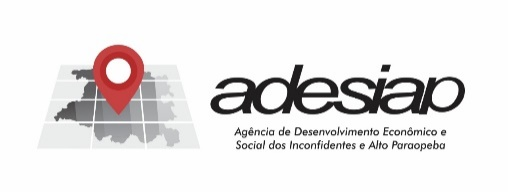 adesiap
Agência de Desenvolvimento Econômico e
Social dos Inconfidentes e Alto Paraopeba